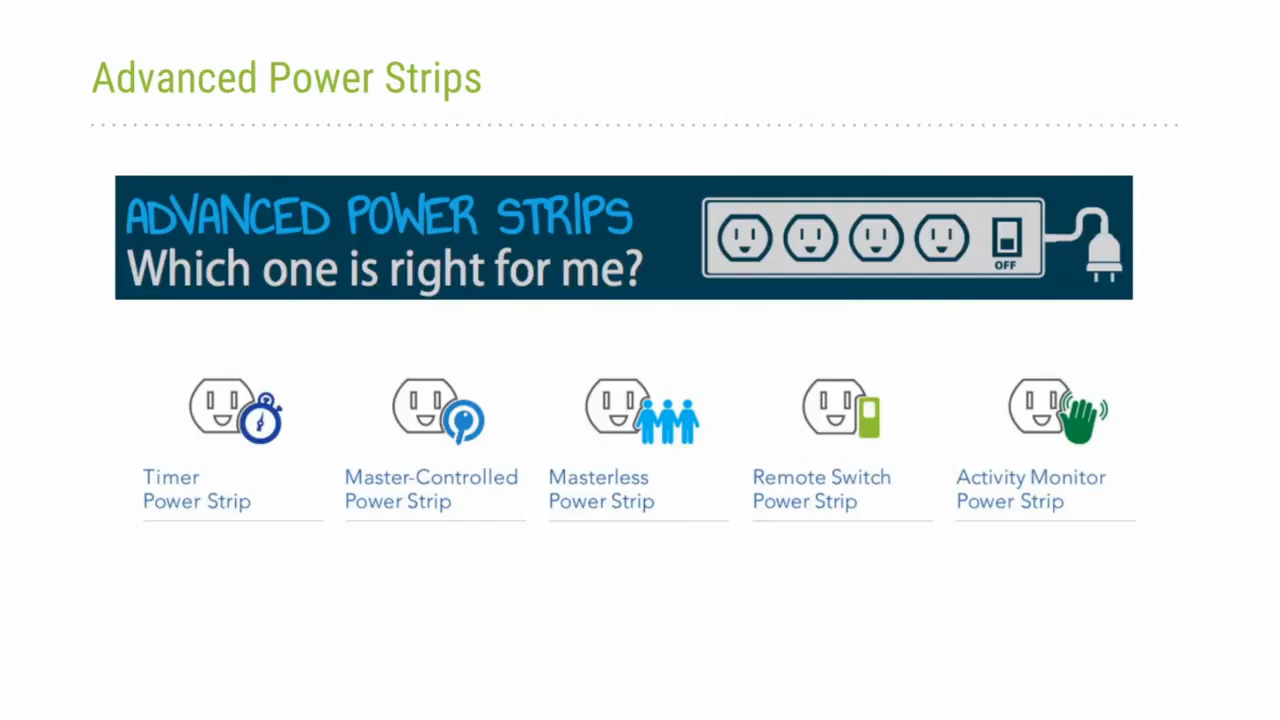 Advanced Power Strips
ADVANCED POWER STRIPS
Which one is right for me?
OFF
Timer
Power Strip
Master-Controlled
Power Strip
Masterless
Power Strip
Remote Switch
Power Strip
Activity Monitor
Power Strip